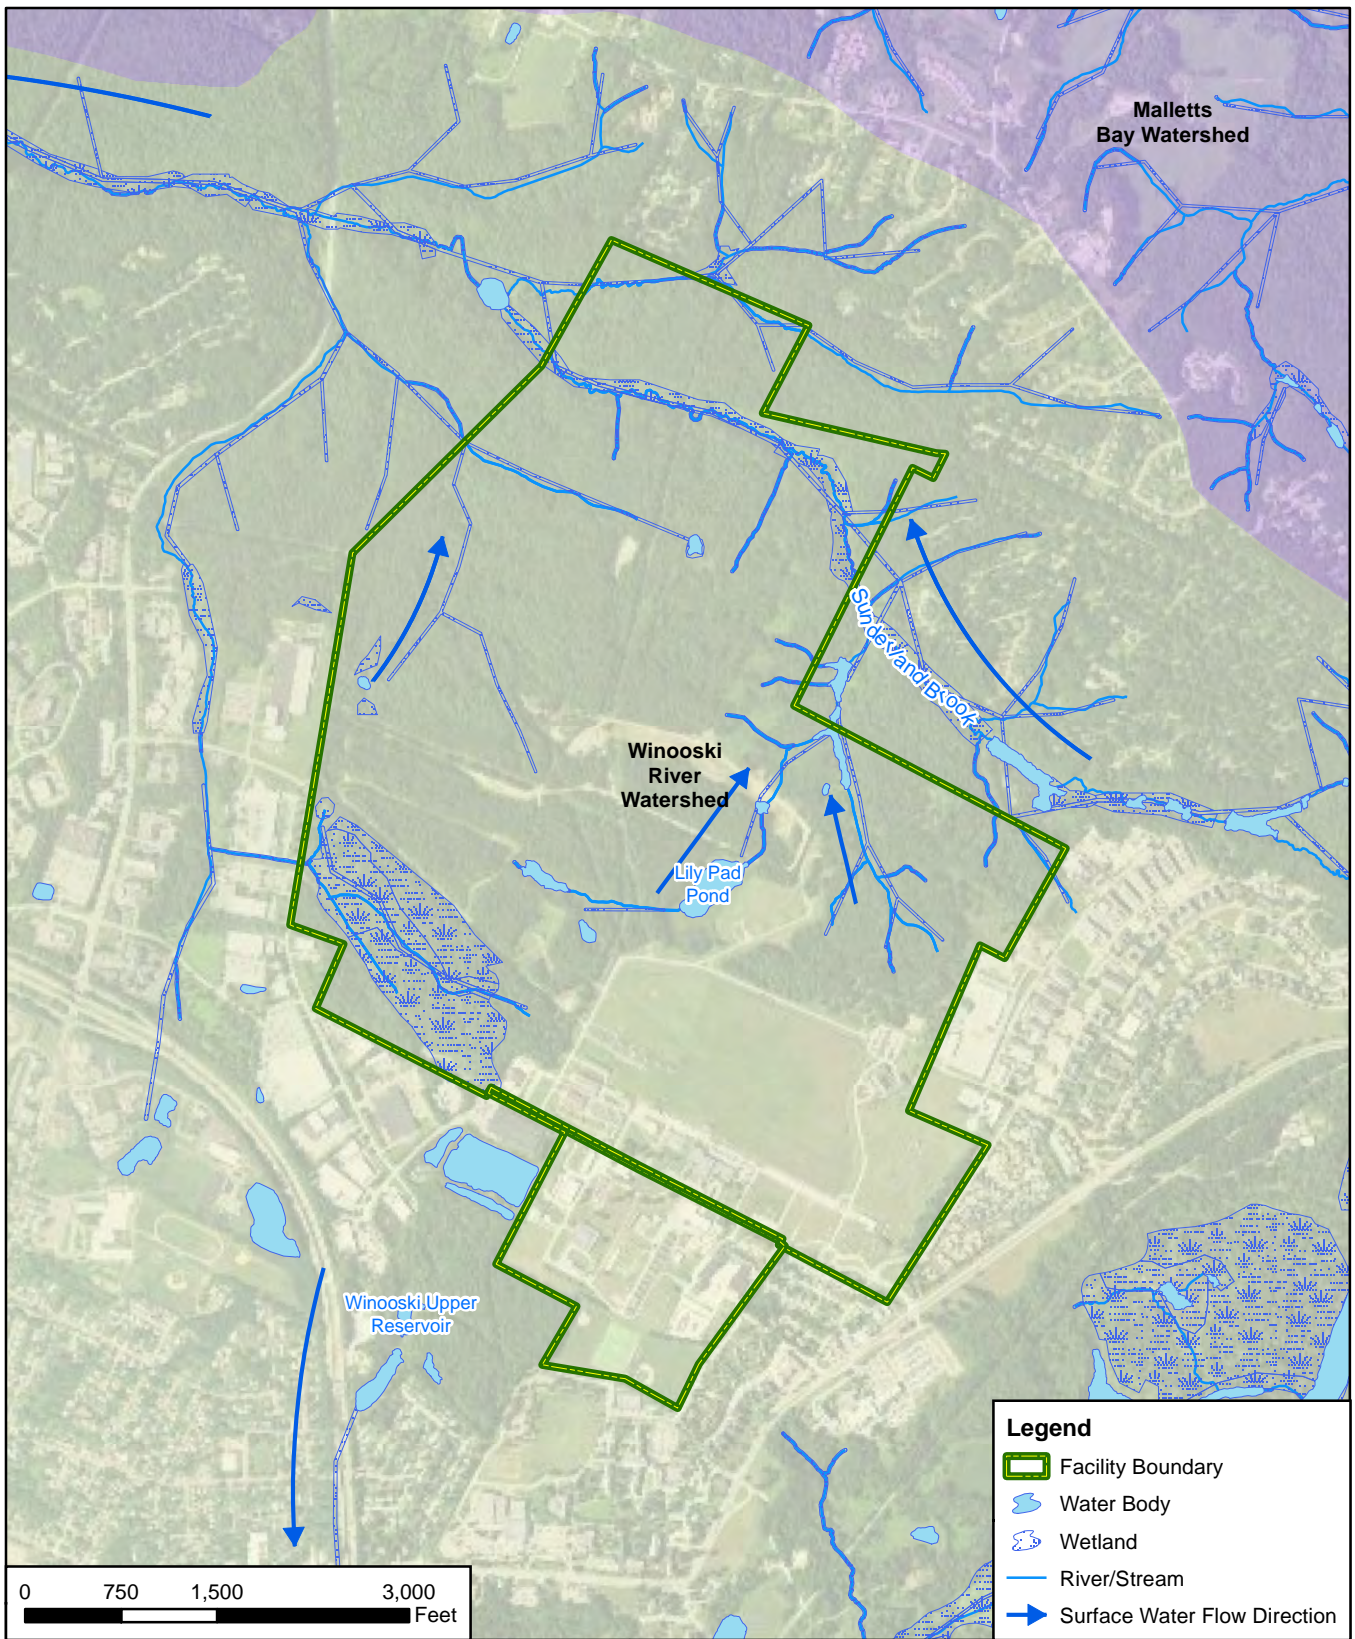 Malletts
Bay Watershed
Sunderland Brook
Winooski
River
Watershed
Lily Pad
Pond
Winooski Upper
Reservoir
Legend
Facility Boundary
Water Body
Wetland
River/Stream
Surface Water Flow Direction
0 750 1,500 3,000
Feet